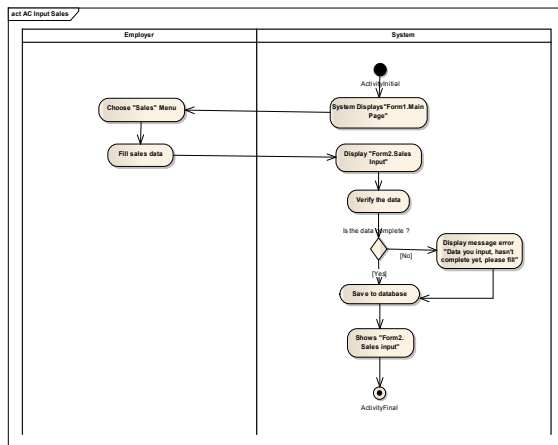 act AC Input Sales
Employer
System
ActivityInitial
System Displays"Form1.Main
Page"
Choose "Sales" Menu
Fill sales data
Display "Form2.Sales
Input"
Verify the data
Is the data complete ?
[No]
Display message error
"Data you input, hasn't
complete yet, please fill"
[Yes]
Save to database
Shows "Form2.
Sales input"
ActivityFinal